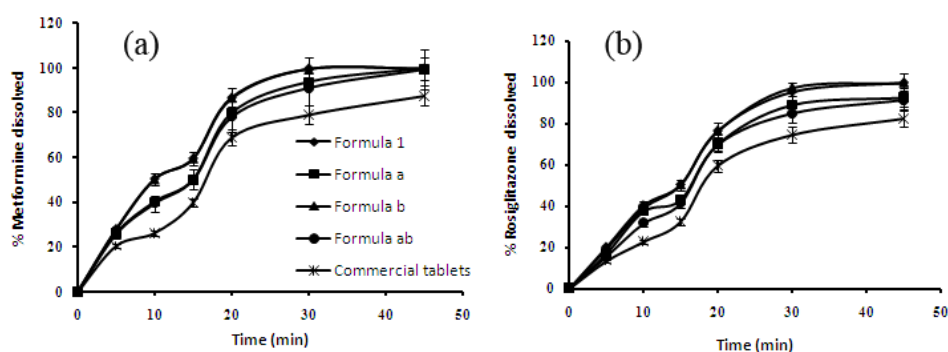 (a)
% Metformine dissolved
120
100
80
60
40
20
0
0 10 20 30 40 50
Time (min)
Formula 1
Formula a
Formula b
Formula ab
Commercial tablets
(b)
% Rosiglitazone dissolved
120
100
80
60
40
20
0
0 10 20 30 40 50
Time (min)